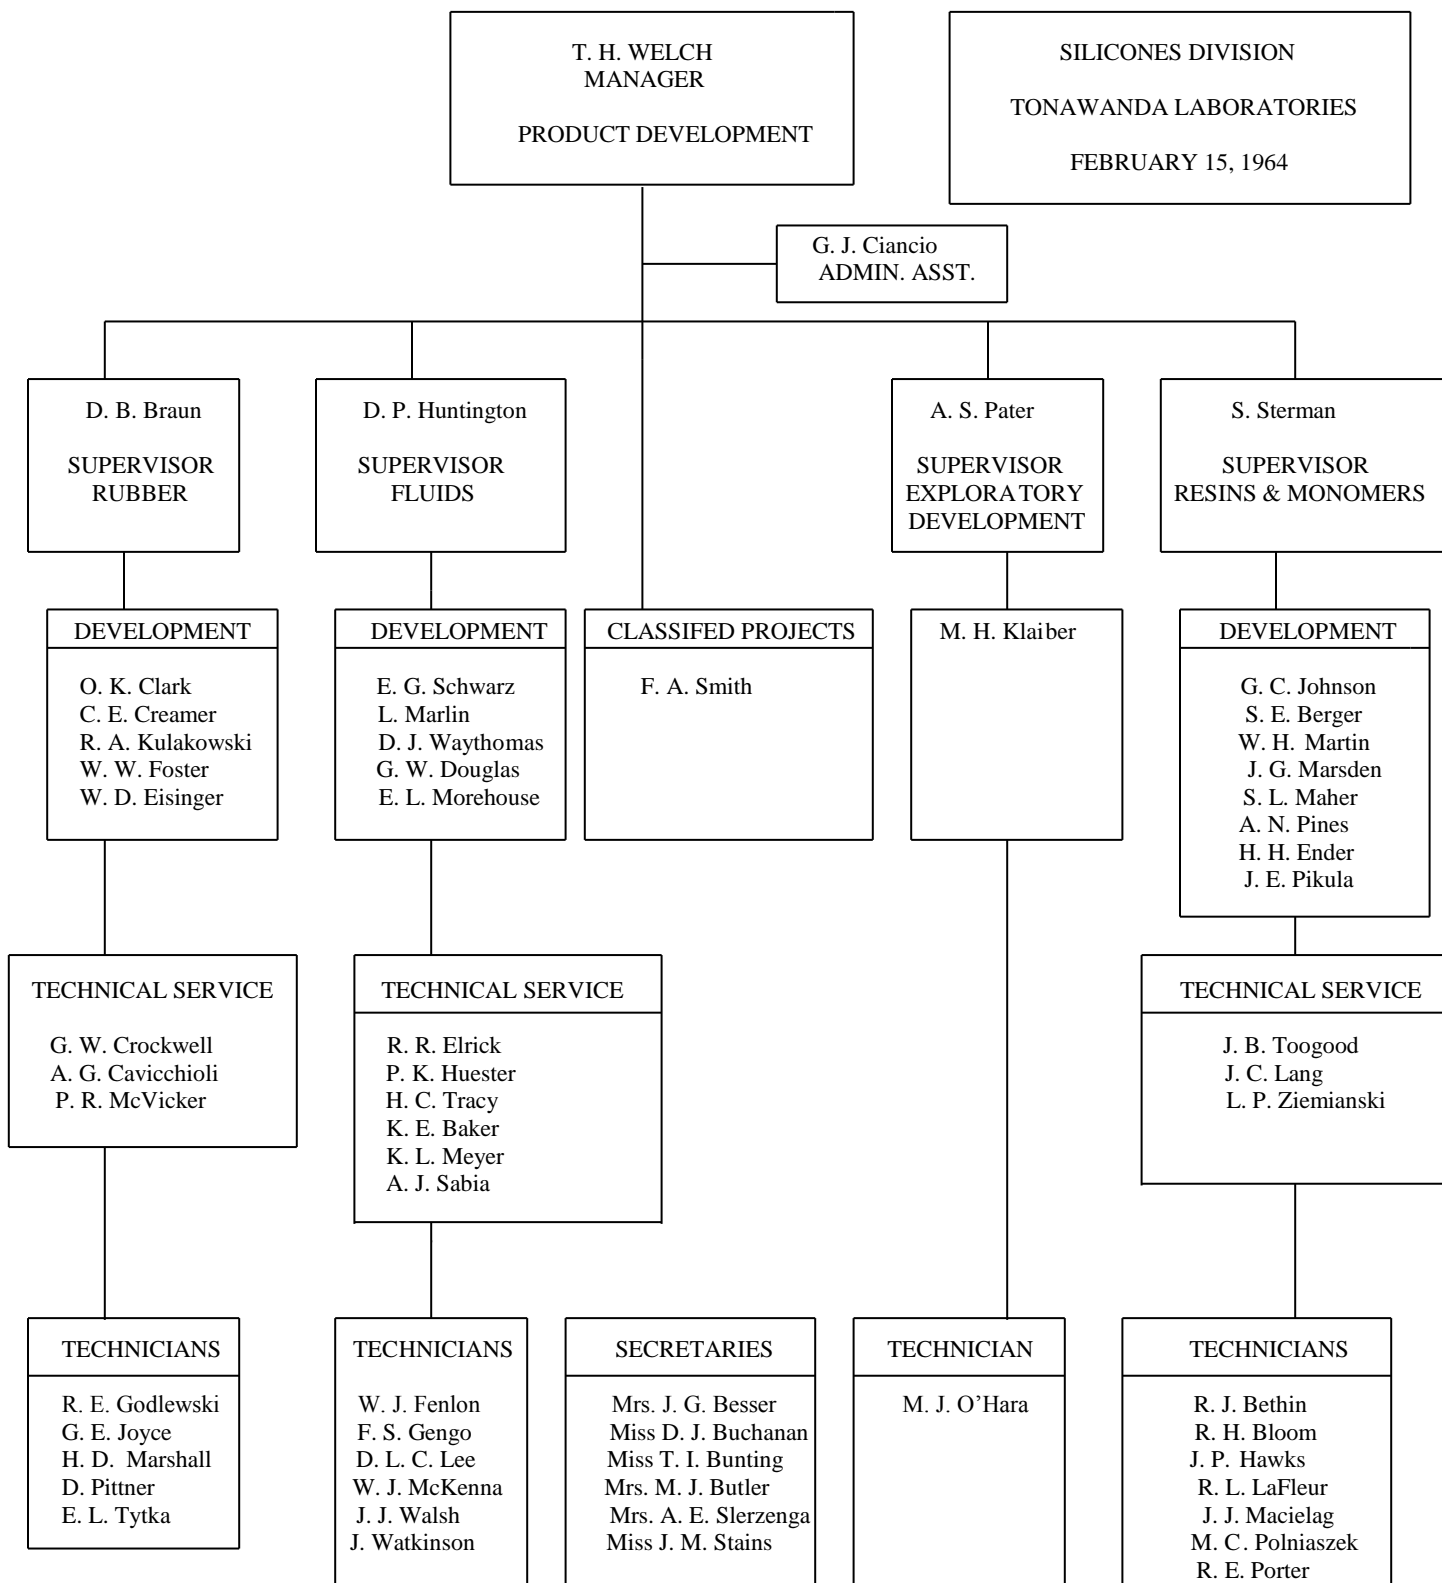 T. H. WELCH
MANAGER
PRODUCT DEVELOPMENT
SILICONES DIVISION
TONAWANDA LABORATORIES
FEBRUARY 15, 1964
G. J. Ciancio
ADMIN. ASST.
D. B. Braun
SUPERVISOR
RUBBER
D. P. Huntington
SUPERVISOR
FLUIDS
A. S. Pater
SUPERVISOR
EXPLORATORY
DEVELOPMENT
S. Sterman
SUPERVISOR
RESINS & MONOMERS
DEVELOPMENT
O. K. Clark
C. E. Creamer
R. A. Kulakowski
W. W. Foster
W. D. Eisinger
DEVELOPMENT
E. G. Schwarz
L. Marlin
D. J. Waythomas
G. W. Douglas
E. L. Morehouse
CLASSIFED PROJECTS
F. A. Smith
M. H. Klaiber
DEVELOPMENT
G. C. Johnson
S. E. Berger
W. H. Martin
J. G. Marsden
S. L. Maher
A. N. Pines
H. H. Ender
J. E. Pikula
TECHNICAL SERVICE
G. W. Crockwell
A. G. Cavicchioli
P. R. McVicker
TECHNICAL SERVICE
R. R. Elrick
P. K. Huester
H. C. Tracy
K. E. Baker
K. L. Meyer
A. J. Sabia
TECHNICAL SERVICE
J. B. Toogood
J. C. Lang
L. P. Ziemianski
TECHNICIANS
R. E. Godlewski
G. E. Joyce
H. D. Marshall
D. Pittner
E. L. Tytka
TECHNICIANS
W. J. Fenlon
F. S. Gengo
D. L. C. Lee
W. J. McKenna
J. J. Walsh
J. Watkinson
SECRETARIES
Mrs. J. G. Besser
Miss D. J. Buchanan
Miss T. I. Bunting
Mrs. M. J. Butler
Mrs. A. E. Slerzenga
Miss J. M. Stains
TECHNICIAN
M. J. O’Hara
TECHNICIANS
R. J. Bethin
R. H. Bloom
J. P. Hawks
R. L. LaFleur
J. J. Macielag
M. C. Polniaszek
R. E. Porter